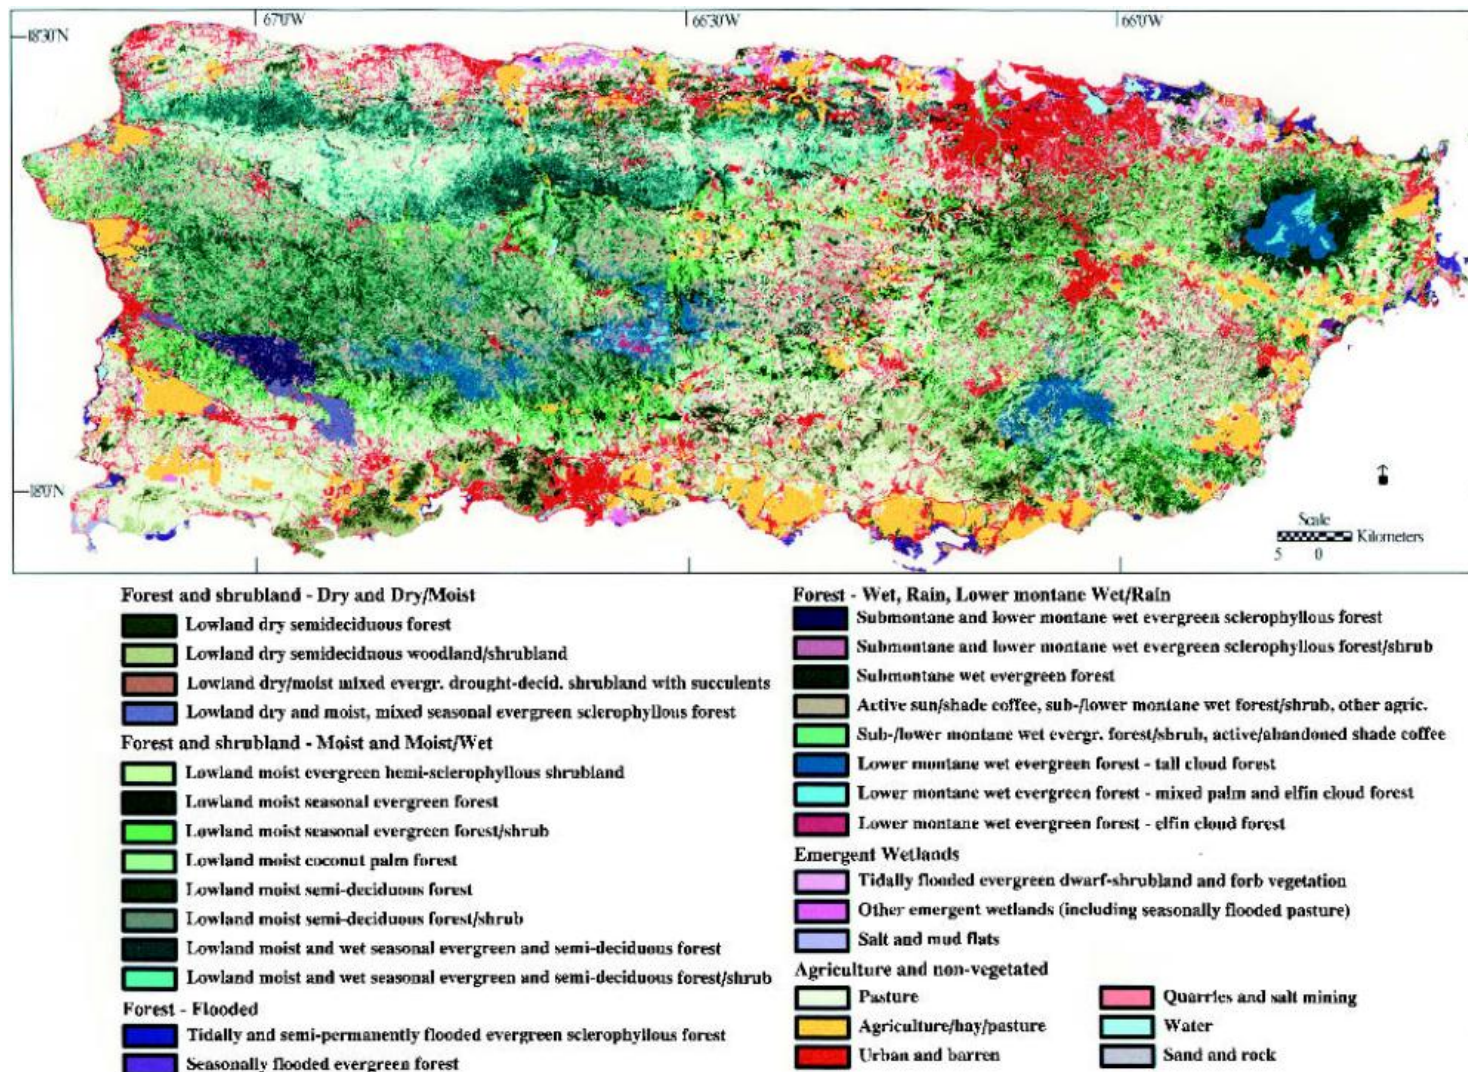 67°0'W
66°30'W
66°0'W
18°30'N
18°0'N
Scale
Kilometers
5 0
Forest and shrubland - Dry and Dry/Moist
Lowland dry semideciduous forest
Lowland dry semideciduous woodland/shrubland
Lowland dry/moist mixed evergr. drought-decid. shrubland with succulents
Lowland dry and moist, mixed seasonal evergreen sclerophyllous forest
Forest and shrubland - Moist and Moist/Wet
Lowland moist evergreen hemi-sclerophyllous shrubland
Lowland moist seasonal evergreen forest
Lowland moist seasonal evergreen forest/shrub
Lowland moist coconut palm forest
Lowland moist semi-deciduous forest
Lowland moist semi-deciduous forest/shrub
Lowland moist and wet seasonal evergreen and semi-deciduous forest
Lowland moist and wet seasonal evergreen and semi-deciduous forest/shrub
Forest - Flooded
Tidally and semi-permanently flooded evergreen sclerophyllous forest
Seasonally flooded evergreen forest
Forest - Wet, Rain, Lower montane Wet/Rain
Submontane and lower montane wet evergreen sclerophyllous forest
Submontane and lower montane wet evergreen sclerophyllous forest/shrub
Submontane wet evergreen forest
Active sun/shade coffee, sub-/lower montane wet forest/shrub, other agric.
Sub-/lower montane wet evergr. forest/shrub, active/abandoned shade coffee
Lower montane wet evergreen forest - tall cloud forest
Lower montane wet evergreen forest - mixed palm and elfin cloud forest
Lower montane wet evergreen forest - elfin cloud forest
Emergent Wetlands
Tidally flooded evergreen dwarf-shrubland and forb vegetation
Other emergent wetlands (including seasonally flooded pasture)
Salt and mud flats
Agriculture and non-vegetated
Pasture
Agriculture/hay/pasture
Urban and barren
Quarries and salt mining
Water
Sand and rock